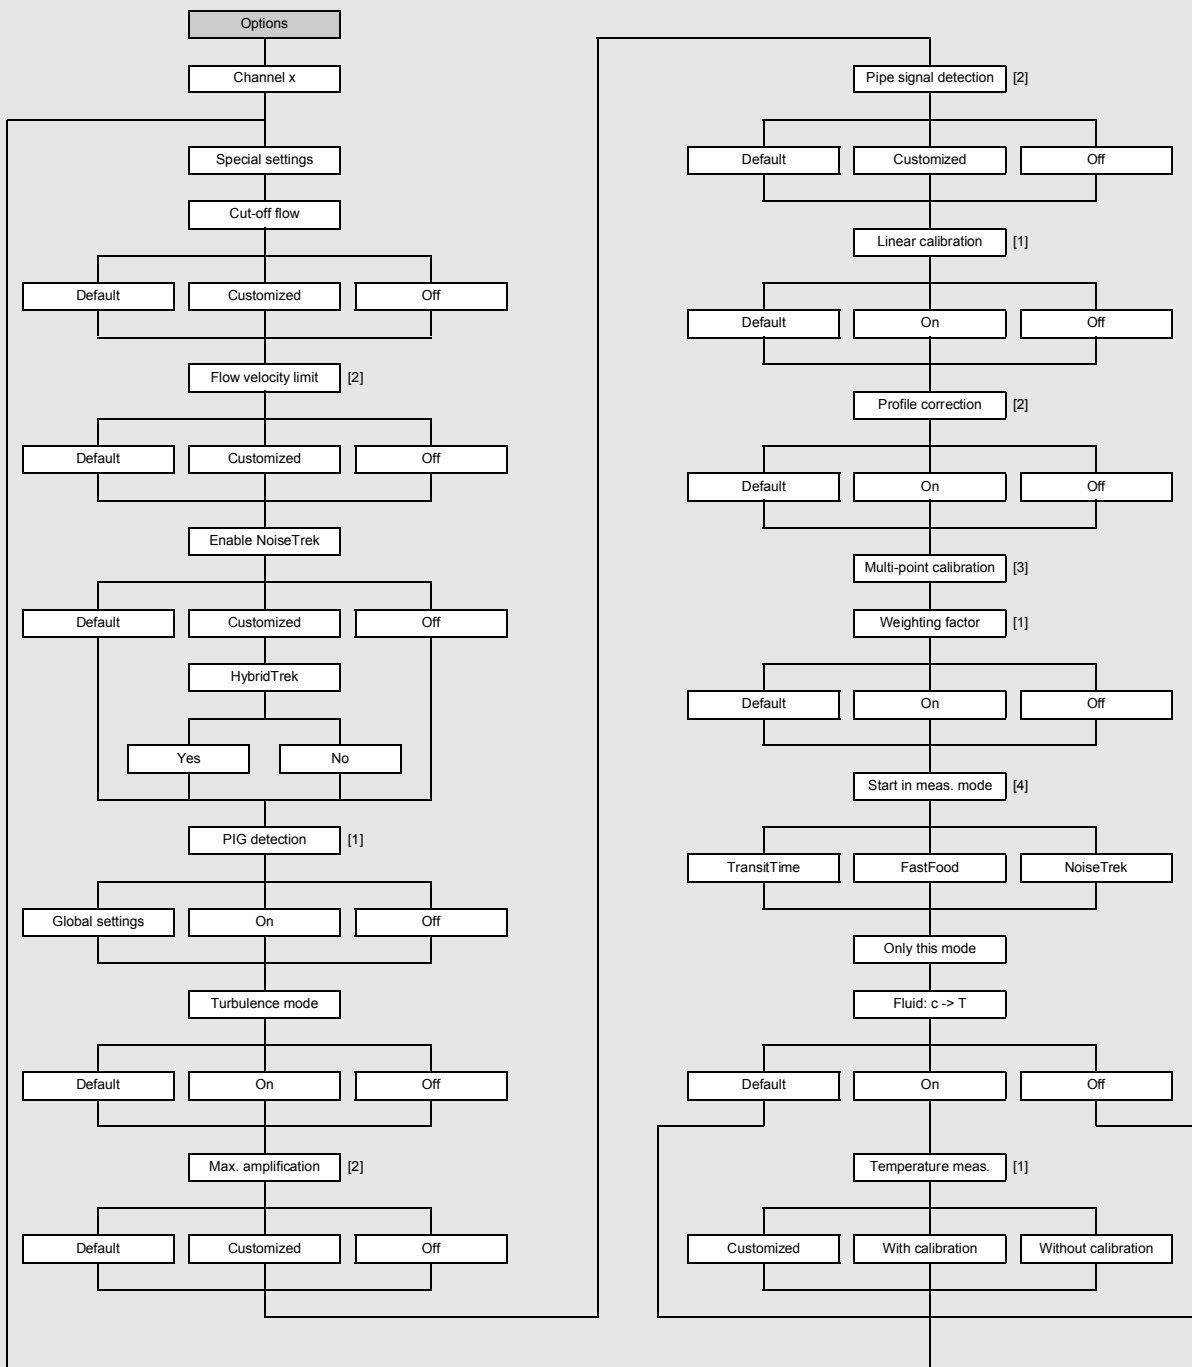 Options
Channel x
Special settings
Cut-off flow
Default Customized Off
Flow velocity limit [2]
Default Customized Off
Enable NoiseTrek
Default Customized Off
HybridTrek
Yes No
PIG detection [1]
Global settings On Off
Turbulence mode
Default On Off
Max. amplification [2]
Default Customized Off
Pipe signal detection [2]
Default Customized Off
Linear calibration [1]
Default On Off
Profile correction [2]
Default On Off
Multi-point calibration [3]
Weighting factor [1]
Default On Off
Start in meas. mode [4]
TransitTime FastFood NoiseTrek
Only this mode
Fluid: c -> T
Default On Off
Temperature meas. [1]
Customized With calibration Without calibration